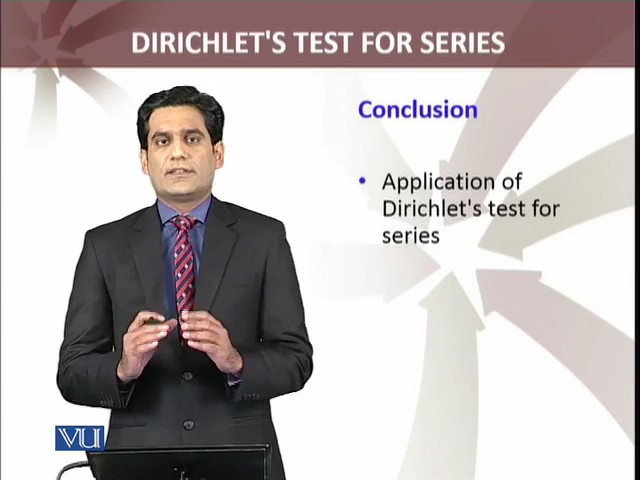 DIRICHLET'S TEST FOR SERIES
Conclusion
• Application of
Dirichlet's test for
series
VU